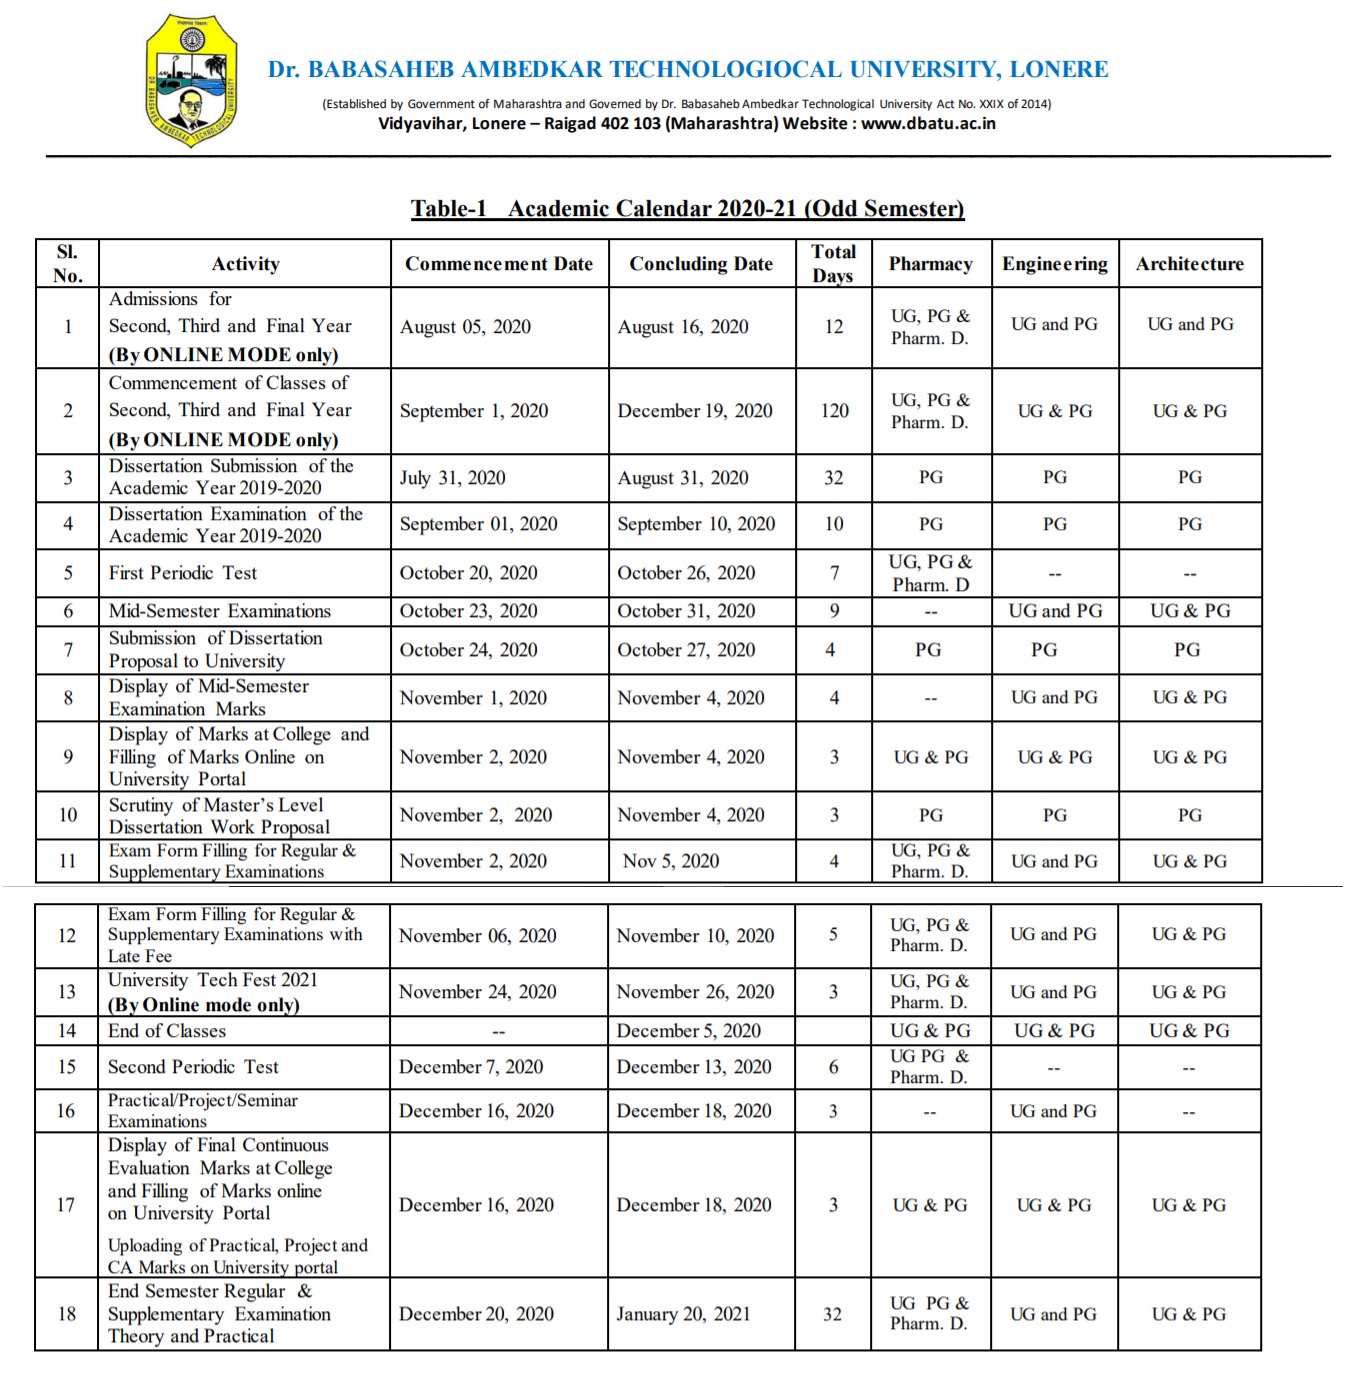 Dr. BABASAHEB AMBEDKAR TECHNOLOGIOCAL UNIVERSITY, LONERE
(Established by Government of Maharashtra and Governed by Dr. Babasaheb Ambedkar Technological University Act No. XXIX of 2014)
Vidyavihar, Lonere – Raigad 402 103 (Maharashtra) Website : www.dbatu.ac.in
Table-1 Academic Calendar 2020-21 (Odd Semester)
Sl. No. Activity Commencement Date Concluding Date Total Days Pharmacy Engineering Architecture
1 Admissions for
Second, Third and Final Year
(By ONLINE MODE only) August 05, 2020 August 16, 2020 12 UG, PG & Pharm. D. UG and PG UG and PG
2 Commencement of Classes of
Second, Third and Final Year
(By ONLINE MODE only) September 1, 2020 December 19, 2020 120 UG, PG & Pharm. D. UG & PG UG & PG
3 Dissertation Submission of the
Academic Year 2019-2020 July 31, 2020 August 31, 2020 32 PG PG PG
4 Dissertation Examination of the
Academic Year 2019-2020 September 01, 2020 September 10, 2020 10 PG PG PG
5 First Periodic Test October 20, 2020 October 26, 2020 7 UG, PG & Pharm. D -- --
6 Mid-Semester Examinations October 23, 2020 October 31, 2020 9 -- UG and PG UG & PG
7 Submission of Dissertation
Proposal to University October 24, 2020 October 27, 2020 4 PG PG PG
8 Display of Mid-Semester
Examination Marks November 1, 2020 November 4, 2020 4 -- UG and PG UG & PG
9 Display of Marks at College and
Filling of Marks Online on
University Portal November 2, 2020 November 4, 2020 3 UG & PG UG & PG UG & PG
10 Scrutiny of Master’s Level
Dissertation Work Proposal November 2, 2020 November 4, 2020 3 PG PG PG
11 Exam Form Filling for Regular &
Supplementary Examinations November 2, 2020 Nov 5, 2020 4 UG, PG & Pharm. D. UG and PG UG & PG
12 Exam Form Filling for Regular &
Supplementary Examinations with
Late Fee November 06, 2020 November 10, 2020 5 UG, PG & Pharm. D. UG and PG UG & PG
13 University Tech Fest 2021
(By Online mode only) November 24, 2020 November 26, 2020 3 UG, PG & Pharm. D. UG and PG UG & PG
14 End of Classes -- December 5, 2020 UG & PG UG & PG UG & PG
15 Second Periodic Test December 7, 2020 December 13, 2020 6 UG PG & Pharm. D. -- --
16 Practical/Project/Seminar
Examinations December 16, 2020 December 18, 2020 3 -- UG and PG --
17 Display of Final Continuous
Evaluation Marks at College
and Filling of Marks online
on University Portal
Uploading of Practical, Project and
CA Marks on University portal December 16, 2020 December 18, 2020 3 UG & PG UG & PG UG & PG
18 End Semester Regular &
Supplementary Examination
Theory and Practical December 20, 2020 January 20, 2021 32 UG PG & Pharm. D. UG and PG UG & PG